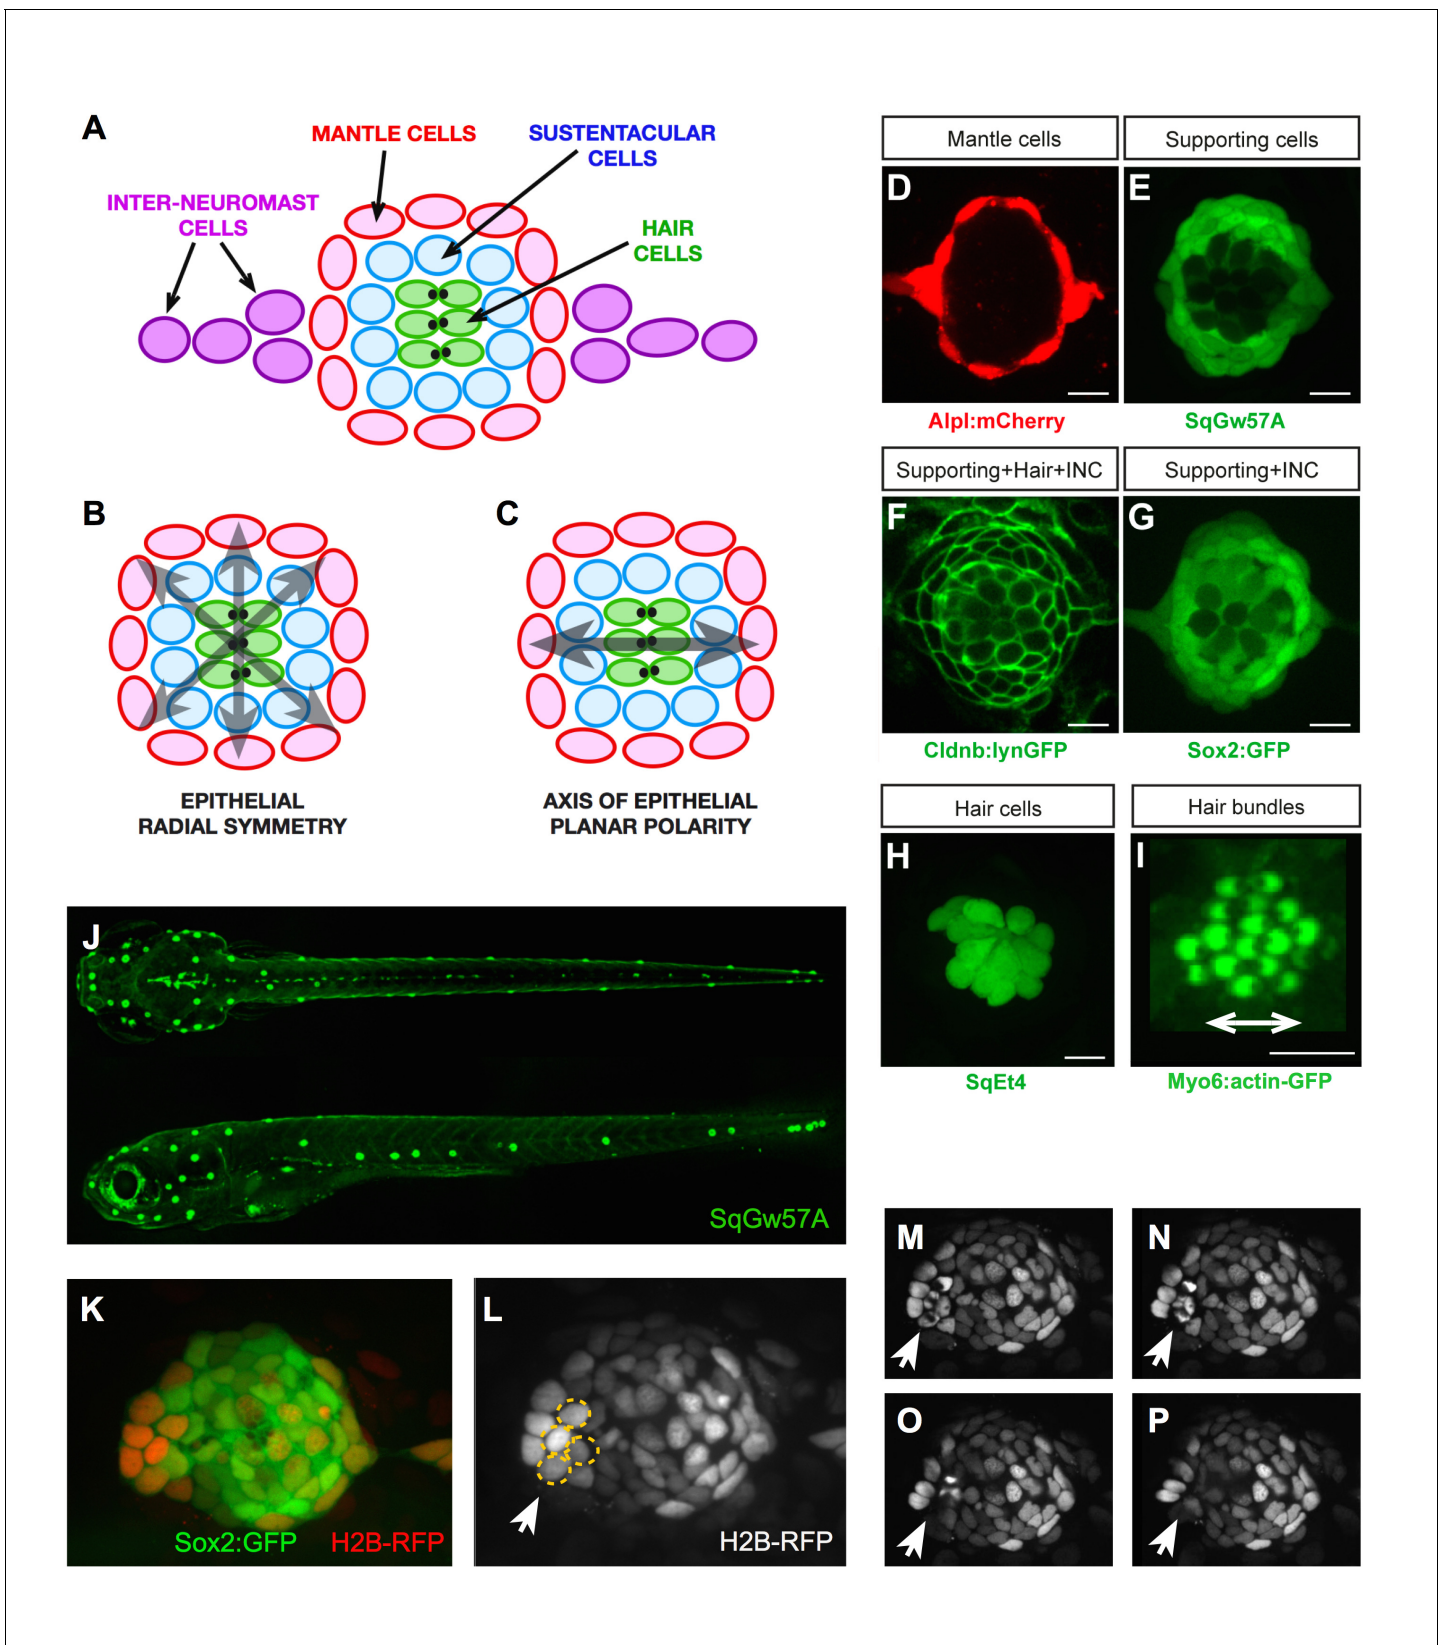 A
MANTLE CELLS
SUSTENTACULAR
CELLS
INTER-NEUROMAST
CELLS
HAIR
CELLS
B
C
EPITHELIAL
RADIAL SYMMETRY
AXIS OF EPITHELIAL
PLANAR POLARITY
Mantle cells
Supporting cells
D
E
Alpl:mCherry
SqGw57A
Supporting+Hair+INC
Supporting+INC
F
G
Cldnb:lynGFP
Sox2:GFP
Hair cells
Hair bundles
H
I
SqEt4
Myo6:actin-GFP
J
SqGw57A
K
Sox2:GFP H2B-RFP
L
H2B-RFP
M
N
O
P